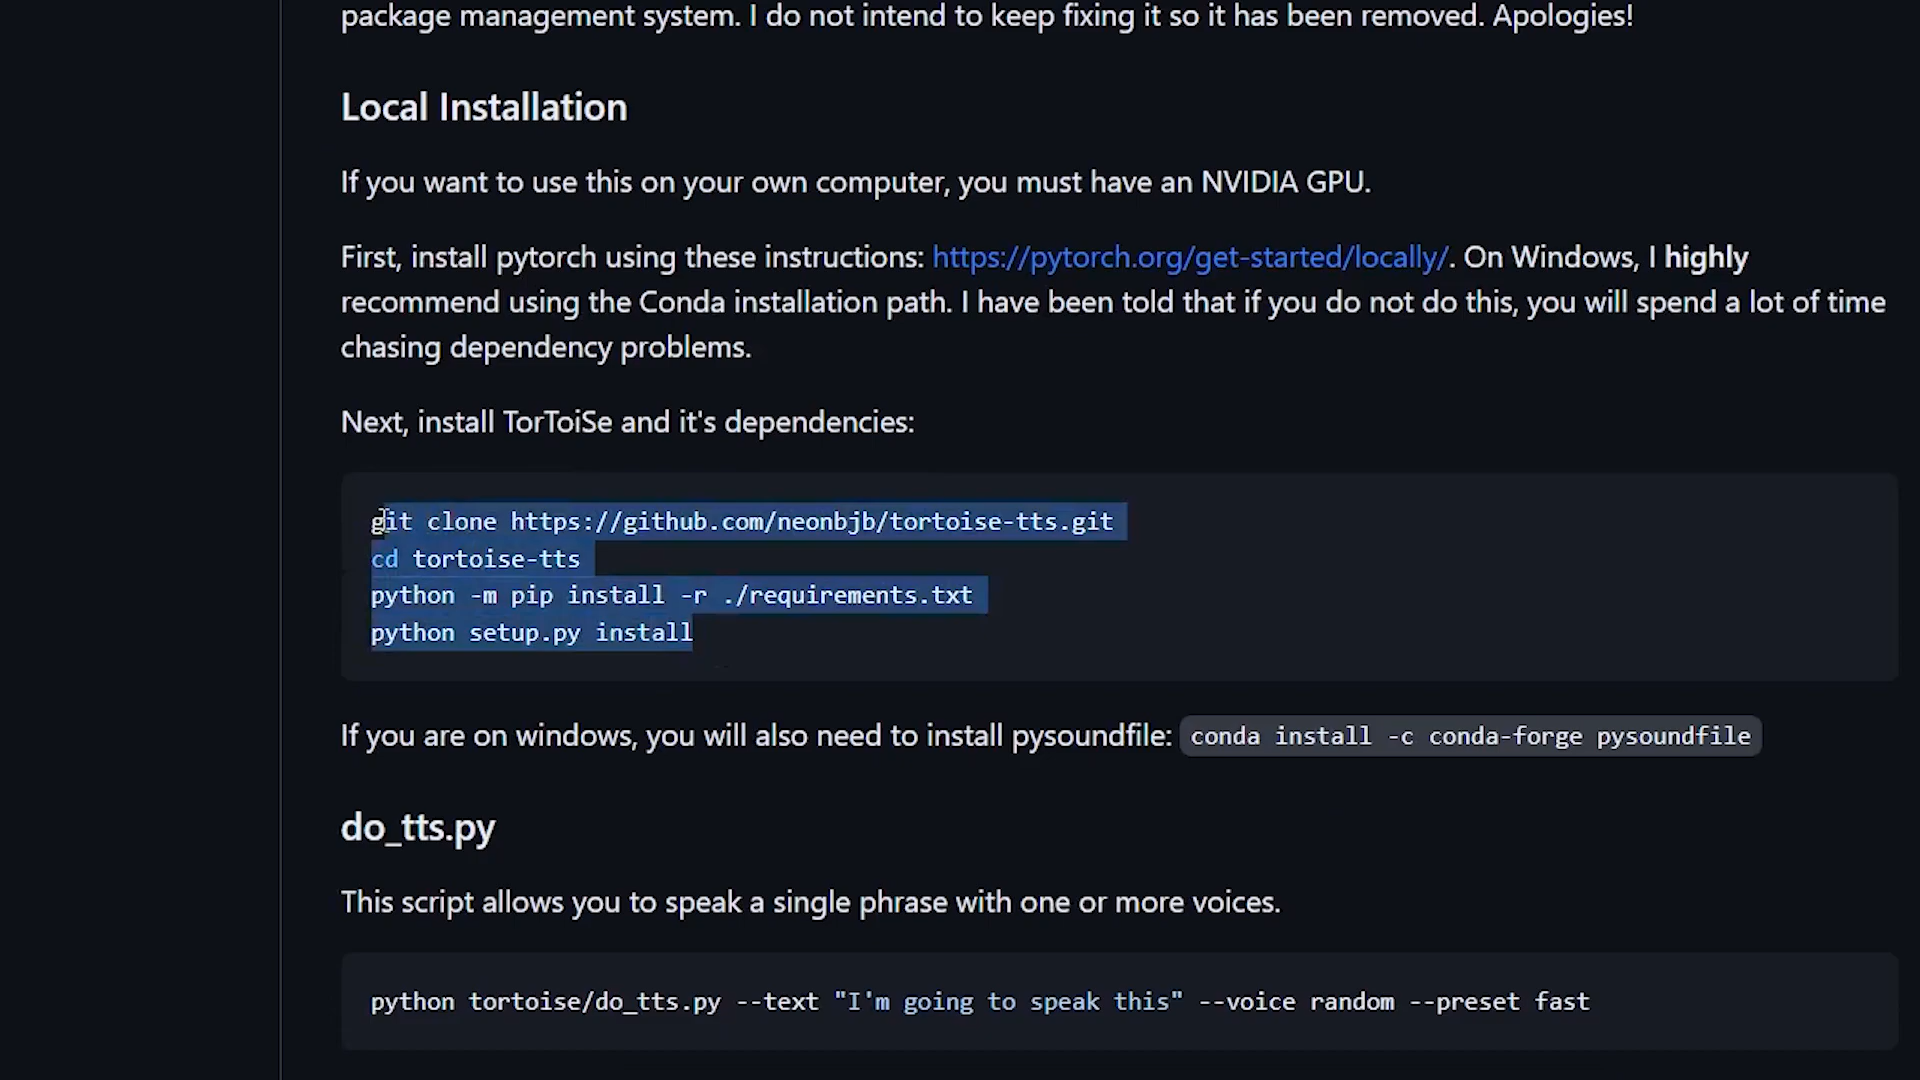 package management system. I do not intend to keep fixing it so it has been removed. Apologies!
Local Installation
If you want to use this on your own computer, you must have an NVIDIA GPU.
First, install pytorch using these instructions: https://pytorch.org/get-started/locally/. On Windows, I highly
recommend using the Conda installation path. I have been told that if you do not do this, you will spend a lot of time
chasing dependency problems.
Next, install TorToiSe and it's dependencies:
git clone https://github.com/neonbjb/tortoise-tts.git
cd tortoise-tts
python -m pip install -r ./requirements.txt
python setup.py install
If you are on windows, you will also need to install pysoundfile: conda install -c conda-forge pysoundfile
do_tts.py
This script allows you to speak a single phrase with one or more voices.
python tortoise/do_tts.py --text "I'm going to speak this" --voice random --preset fast